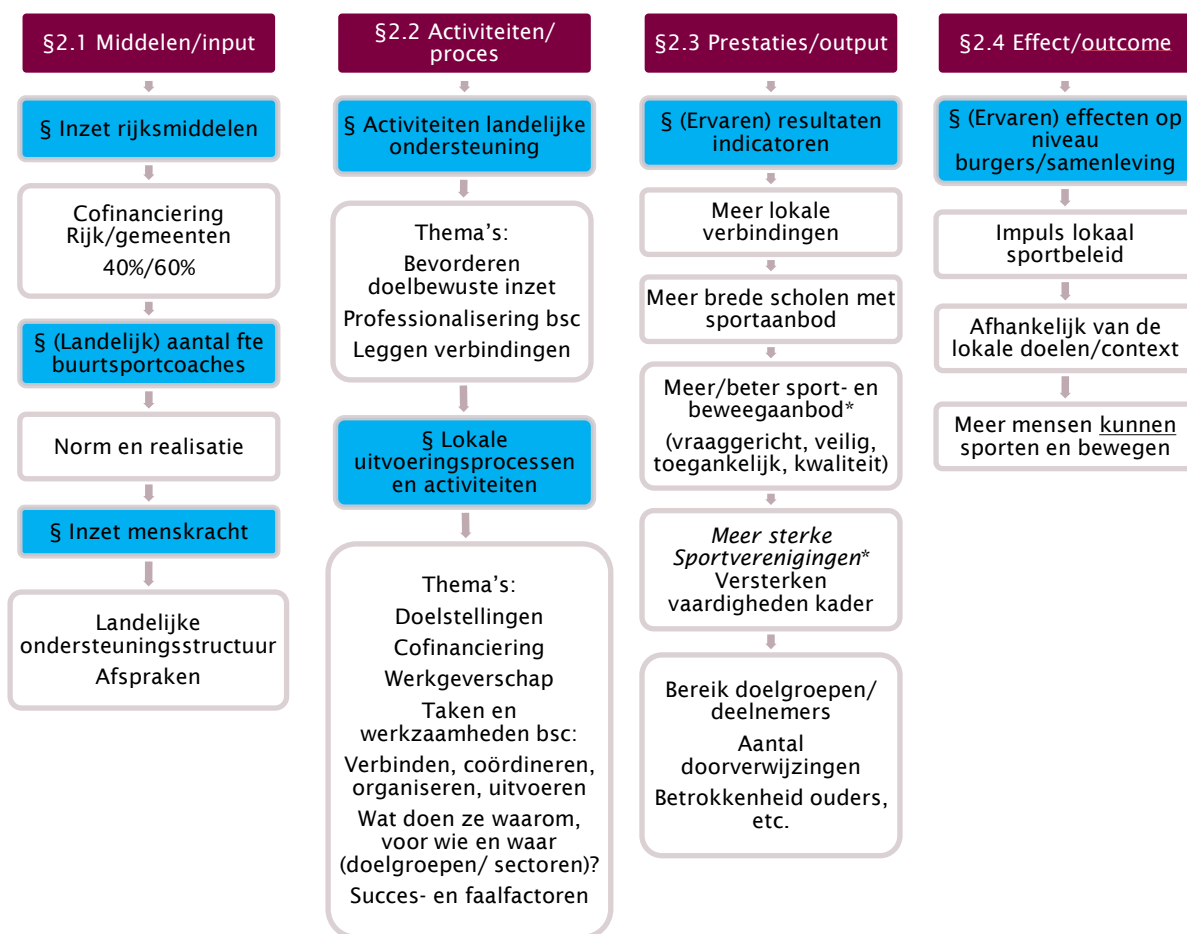 §2.1 Middelen/input
§ Inzet rijksmiddelen
Cofinanciering
Rijk/gemeenten
40%/60%
§ (Landelijk) aantal fte
buurtsportcoaches
Norm en realisatie
§ Inzet menskracht
Landelijke
ondersteuningsstructuur
Afspraken
§2.2 Activiteiten/
proces
§ Activiteiten landelijke
ondersteuning
Thema's:
Bevorderen
doelbewuste inzet
Professionalisering bsc
Leggen verbindingen
§ Lokale
uitvoeringsprocessen
en activiteiten
Thema's:
Doelstellingen
Cofinanciering
Werkgeverschap
Taken en
werkzaamheden bsc:
Verbinden, coördineren,
organiseren, uitvoeren
Wat doen ze waarom,
voor wie en waar
(doelgroepen/ sectoren)?
Succes- en faalfactoren
§2.3 Prestaties/output
§ (Ervaren) resultaten
indicatoren
Meer lokale
verbindingen
Meer brede scholen met
sportaanbod
Meer/beter sport- en
beweegaanbod*
(vraaggericht, veilig,
toegankelijk, kwaliteit)
Meer sterke
Sportverenigingen*
Versterken
vaardigheden kader
Bereik doelgroepen/
deelnemers
Aantal
doorverwijzingen
Betrokkenheid ouders,
etc.
§2.4 Effect/outcome
§ (Ervaren) effecten op
niveau
burgers/samenleving
Impuls lokaal
sportbeleid
Afhankelijk van de
lokale doelen/context
Meer mensen kunnen
sporten en bewegen